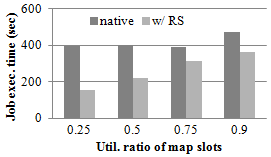 600
native w/ RS
400
200
0
0.25 0.5 0.75 0.9
Job exec. time (sec)
Util. ratio of map slots